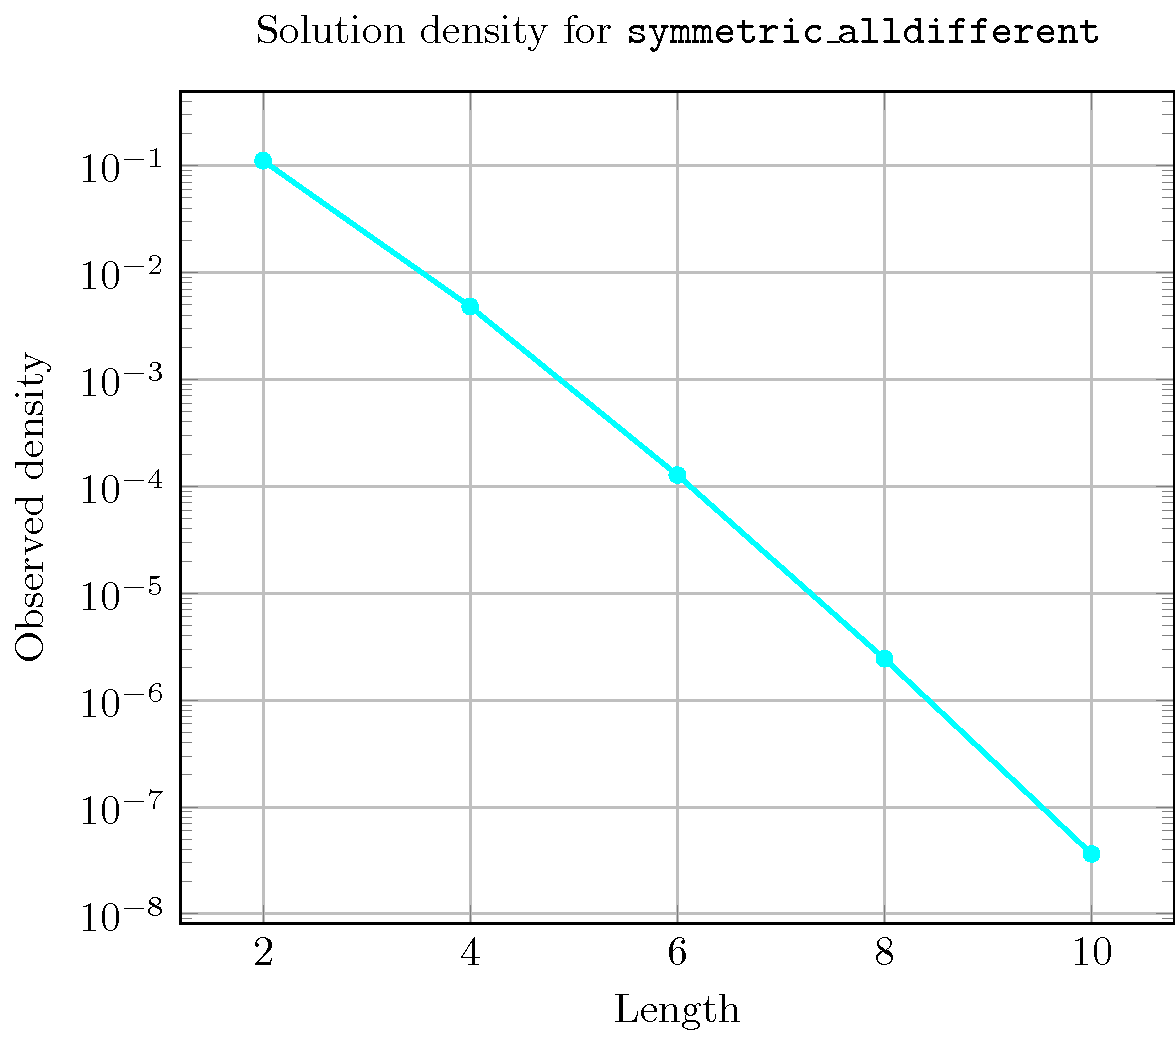 Solution density for symmetric_alldifferent
Observed density
10⁻¹
10⁻²
10⁻³
10⁻⁴
10⁻⁵
10⁻⁶
10⁻⁷
10⁻⁸
2 4 6 8 10
Length